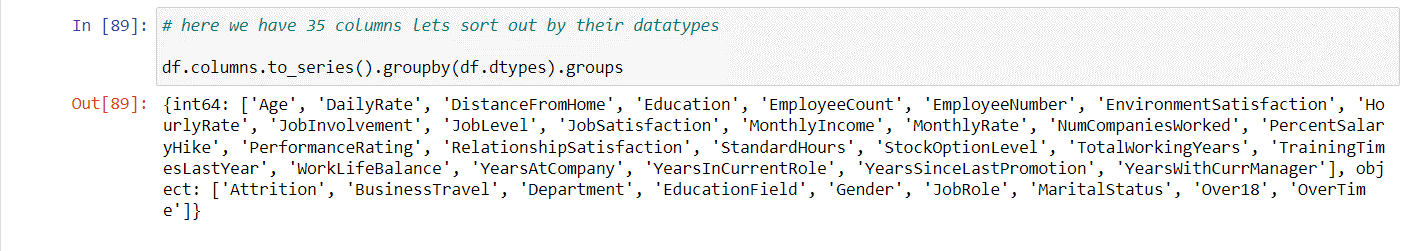 In [89]: # here we have 35 columns lets sort out by their datatypes
df.columns.to_series().groupby(df.dtypes).groups
Out[89]: {int64: ['Age', 'DailyRate', 'DistanceFromHome', 'Education', 'EmployeeCount', 'EmployeeNumber', 'EnvironmentSatisfaction', 'Ho
urlyRate', 'JobInvolvement', 'JobLevel', 'JobSatisfaction', 'MonthlyIncome', 'MonthlyRate', 'NumCompaniesWorked', 'PercentSalar
yHike', 'PerformanceRating', 'RelationshipSatisfaction', 'StandardHours', 'StockOptionLevel', 'TotalWorkingYears', 'TrainingTim
esLastYear', 'WorkLifeBalance', 'YearsAtCompany', 'YearsInCurrentRole', 'YearsSinceLastPromotion', 'YearsWithCurrManager'], obj
ect: ['Attrition', 'BusinessTravel', 'Department', 'EducationField', 'Gender', 'JobRole', 'MaritalStatus', 'Over18', 'OverTim
e']}